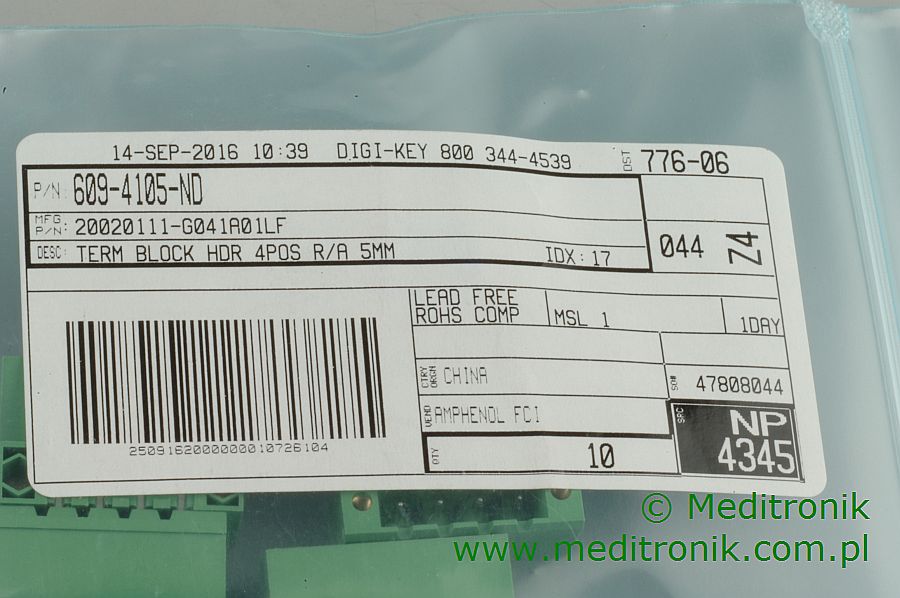 14-SEP-2016 10:39 DIGI-KEY 800 344-4539 DST 776-06
P/N: 609-4105-ND
MFG. P/N: 20020111-G041A01LF
044 Z4
DESC: TERM BLOCK HDR 4POS R/A 5MM IDX: 17
LEAD FREE
ROHS COMP
MSL 1
1DAY
CTRY ORGN CHINA
SO# 47808044
VEND AMPHENOL FCI
SRC NP
4345
QTY 10
25091620000000010726104
© Meditronik
www.meditronik.com.pl